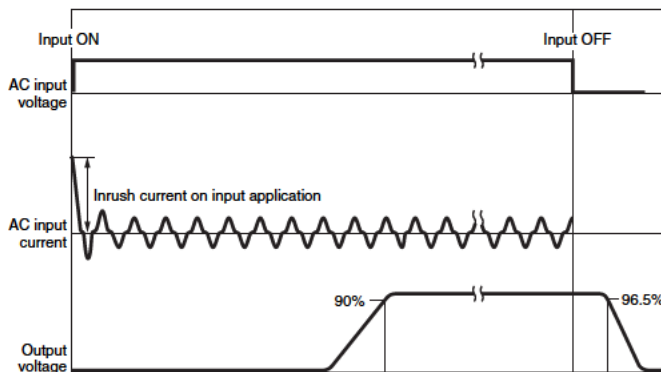 Input ON
Input OFF
AC input
voltage
Inrush current on input application
AC input
current
90%
96.5%
Output
voltage